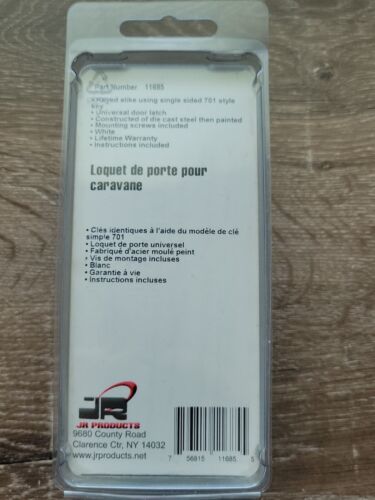 Part Number 11685
• Keyed alike using single sided 701 style
key
• Universal door latch
• Constructed of die cast steel then painted
• Mounting screws included
• White
• Lifetime Warranty
• Instructions included
Loquet de porte pour
caravane
• Clés identiques à l'aide du modèle de clé
simple 701
• Loquet de porte universel
• Fabriqué d'acier moulé peint
• Vis de montage incluses
• Blanc
• Garantie à vie
• Instructions incluses
JR
JR PRODUCTS
9680 County Road
Clarence Ctr, NY 14032
www.jrproducts.net
7 56815 11685 5